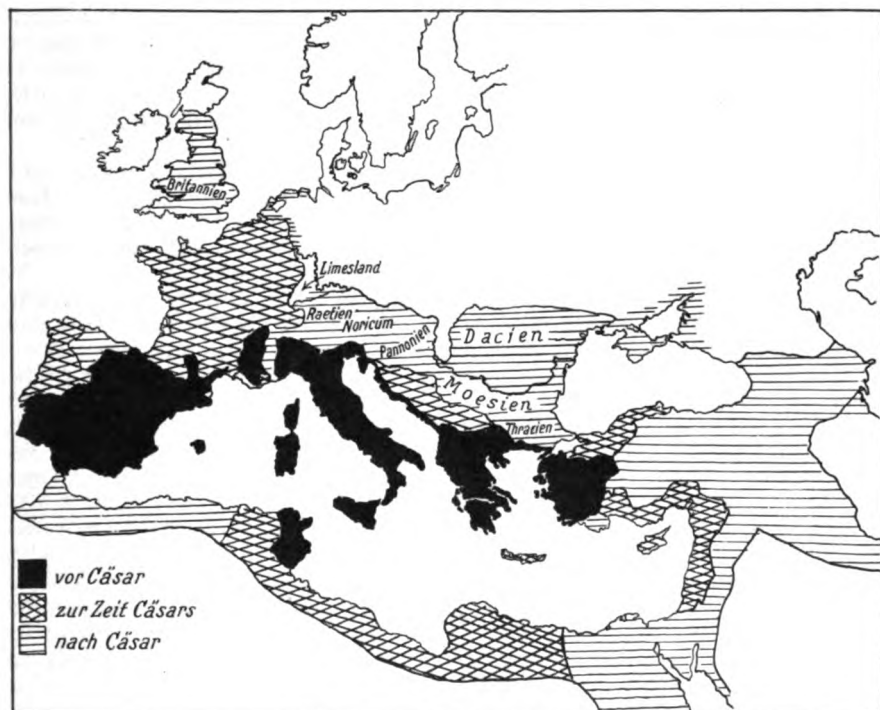 Britannien
Limesland
Raetien
Noricum
Pannonien
Dacien
Moesien
Thracien
vor Cäsar
zur Zeit Cäsars
nach Cäsar